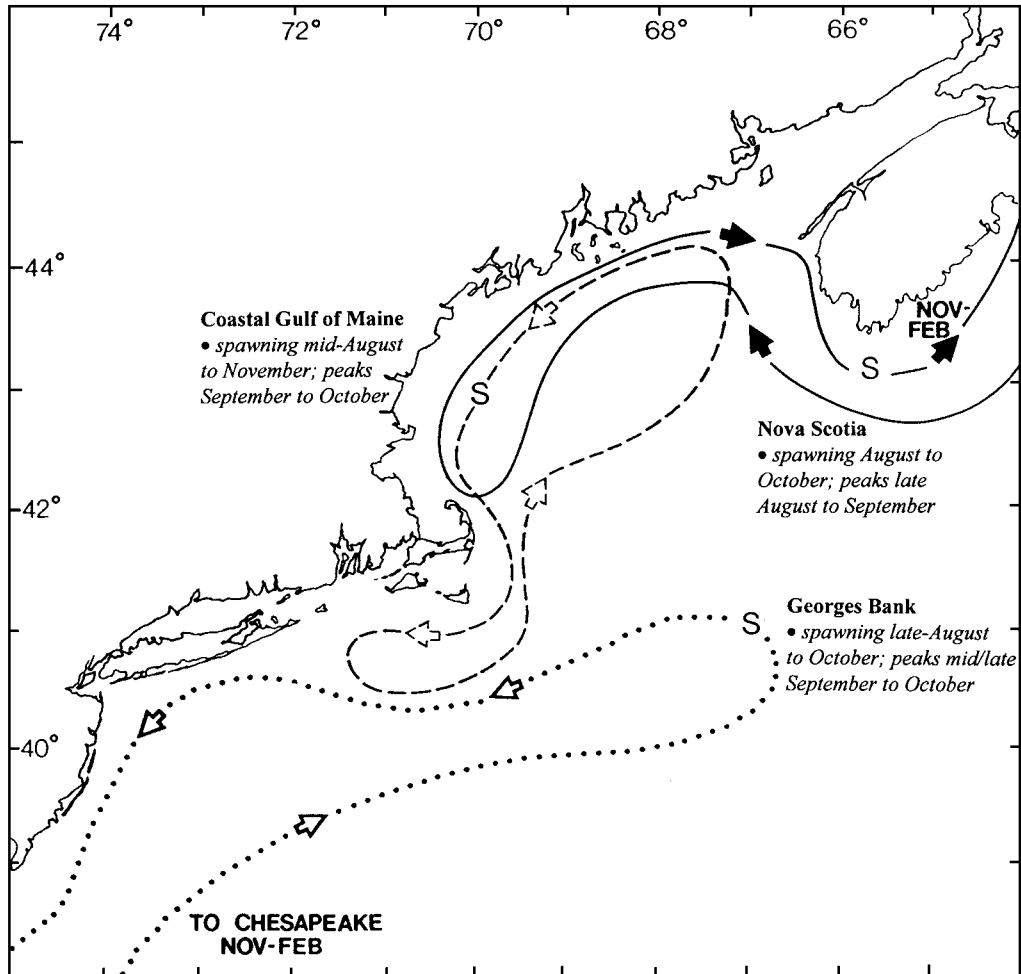 74° 72° 70° 68° 66°
44°
Coastal Gulf of Maine
• spawning mid-August
to November; peaks
September to October
S
NOV-
FEB
S
Nova Scotia
• spawning August to
October; peaks late
August to September
42°
Georges Bank
• spawning late-August
to October; peaks mid/late
September to October
S
40°
TO CHESAPEAKE
NOV-FEB